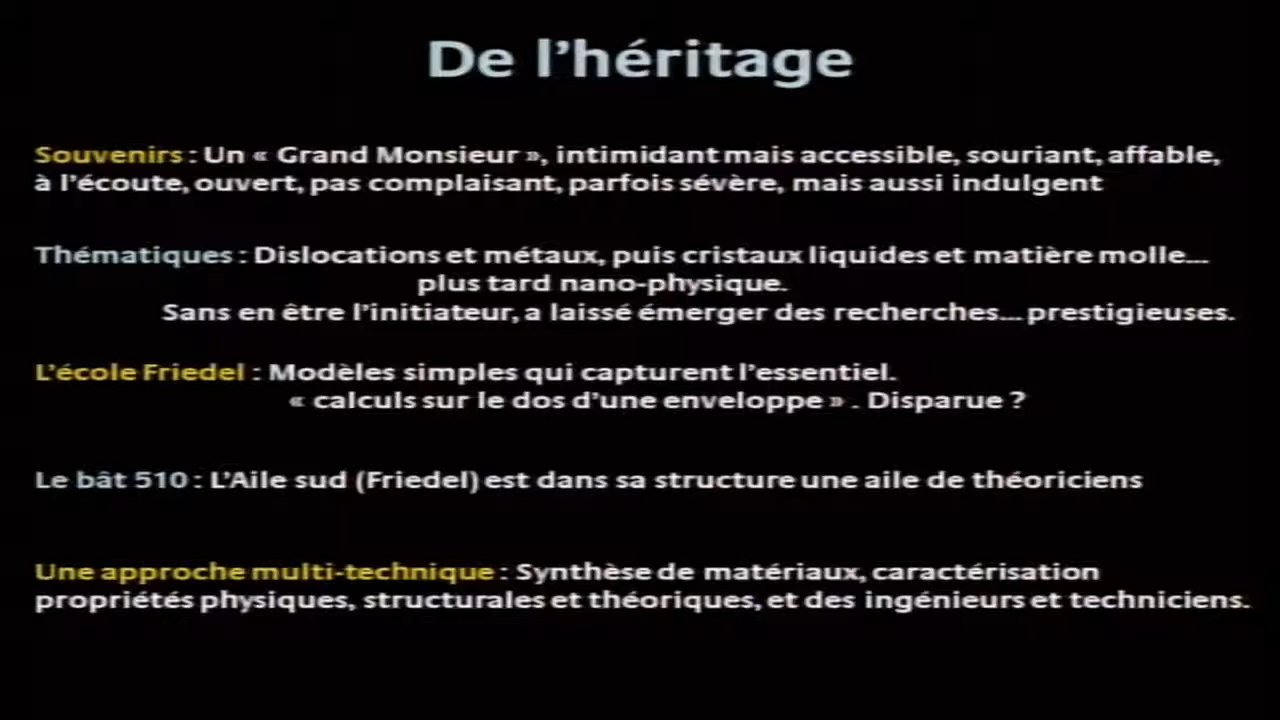 De l’héritage
Souvenirs : Un « Grand Monsieur », intimidant mais accessible, souriant, affable,
à l’écoute, ouvert, pas complaisant, parfois sévère, mais aussi indulgent
Thématiques : Dislocations et métaux, puis cristaux liquides et matière molle...
plus tard nano-physique.
Sans en être l’initiateur, a laissé émerger des recherches... prestigieuses.
L’école Friedel : Modèles simples qui capturent l’essentiel.
« calculs sur le dos d’une enveloppe » . Disparue ?
Le bât 510 : L’Aile sud (Friedel) est dans sa structure une aile de théoriciens
Une approche multi-technique : Synthèse de matériaux, caractérisation
propriétés physiques, structurales et théoriques, et des ingénieurs et techniciens.